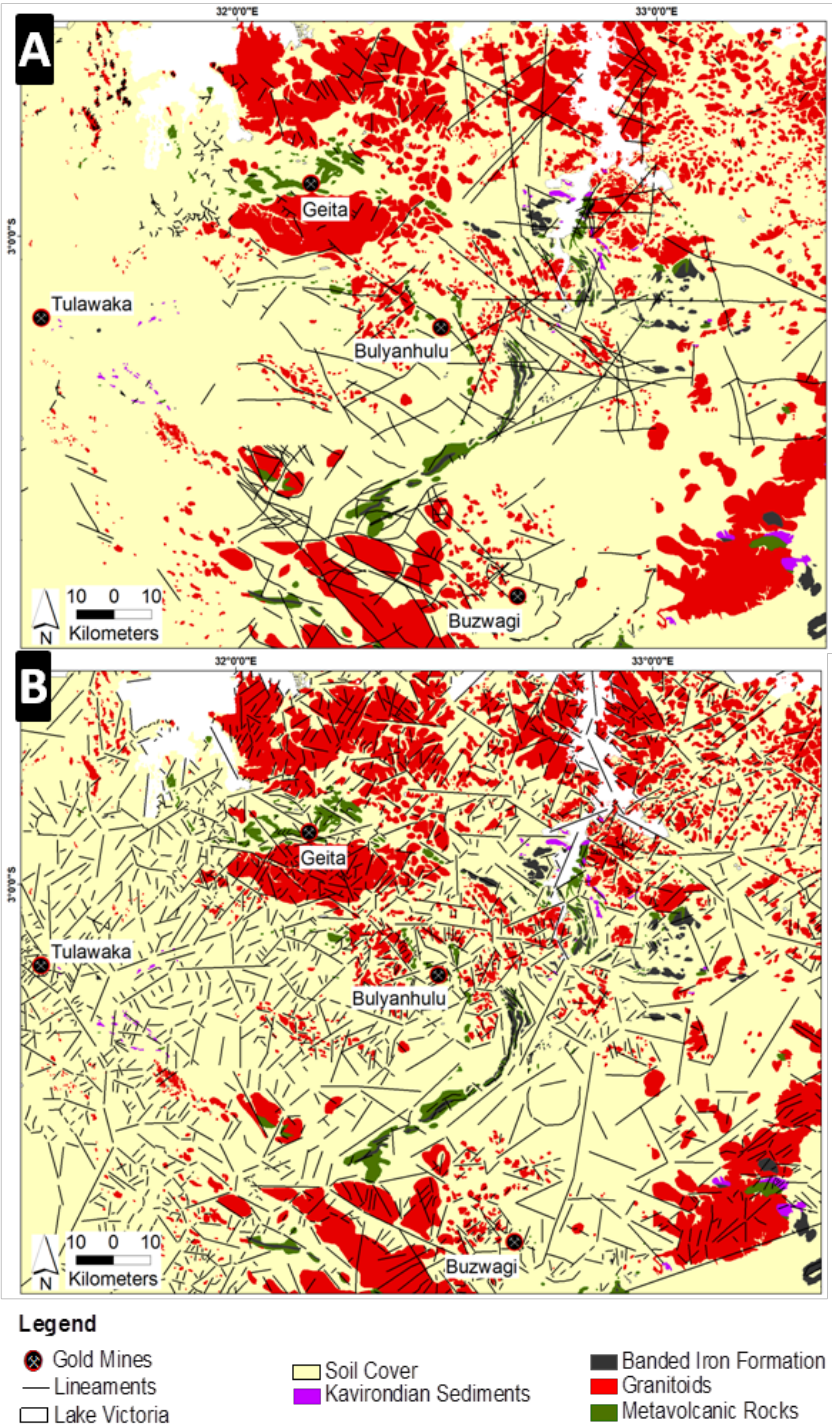 A
32°0'0"E
33°0'0"E
3°0'0"S
Geita
Tulawaka
Bulyanhulu
Buzwagi
10 0 10
Kilometers
N
B
32°0'0"E
33°0'0"E
3°0'0"S
Geita
Tulawaka
Bulyanhulu
Buzwagi
10 0 10
Kilometers
N
Legend
Gold Mines
Lineaments
Lake Victoria
Soil Cover
Kavirondian Sediments
Banded Iron Formation
Granitoids
Metavolcanic Rocks